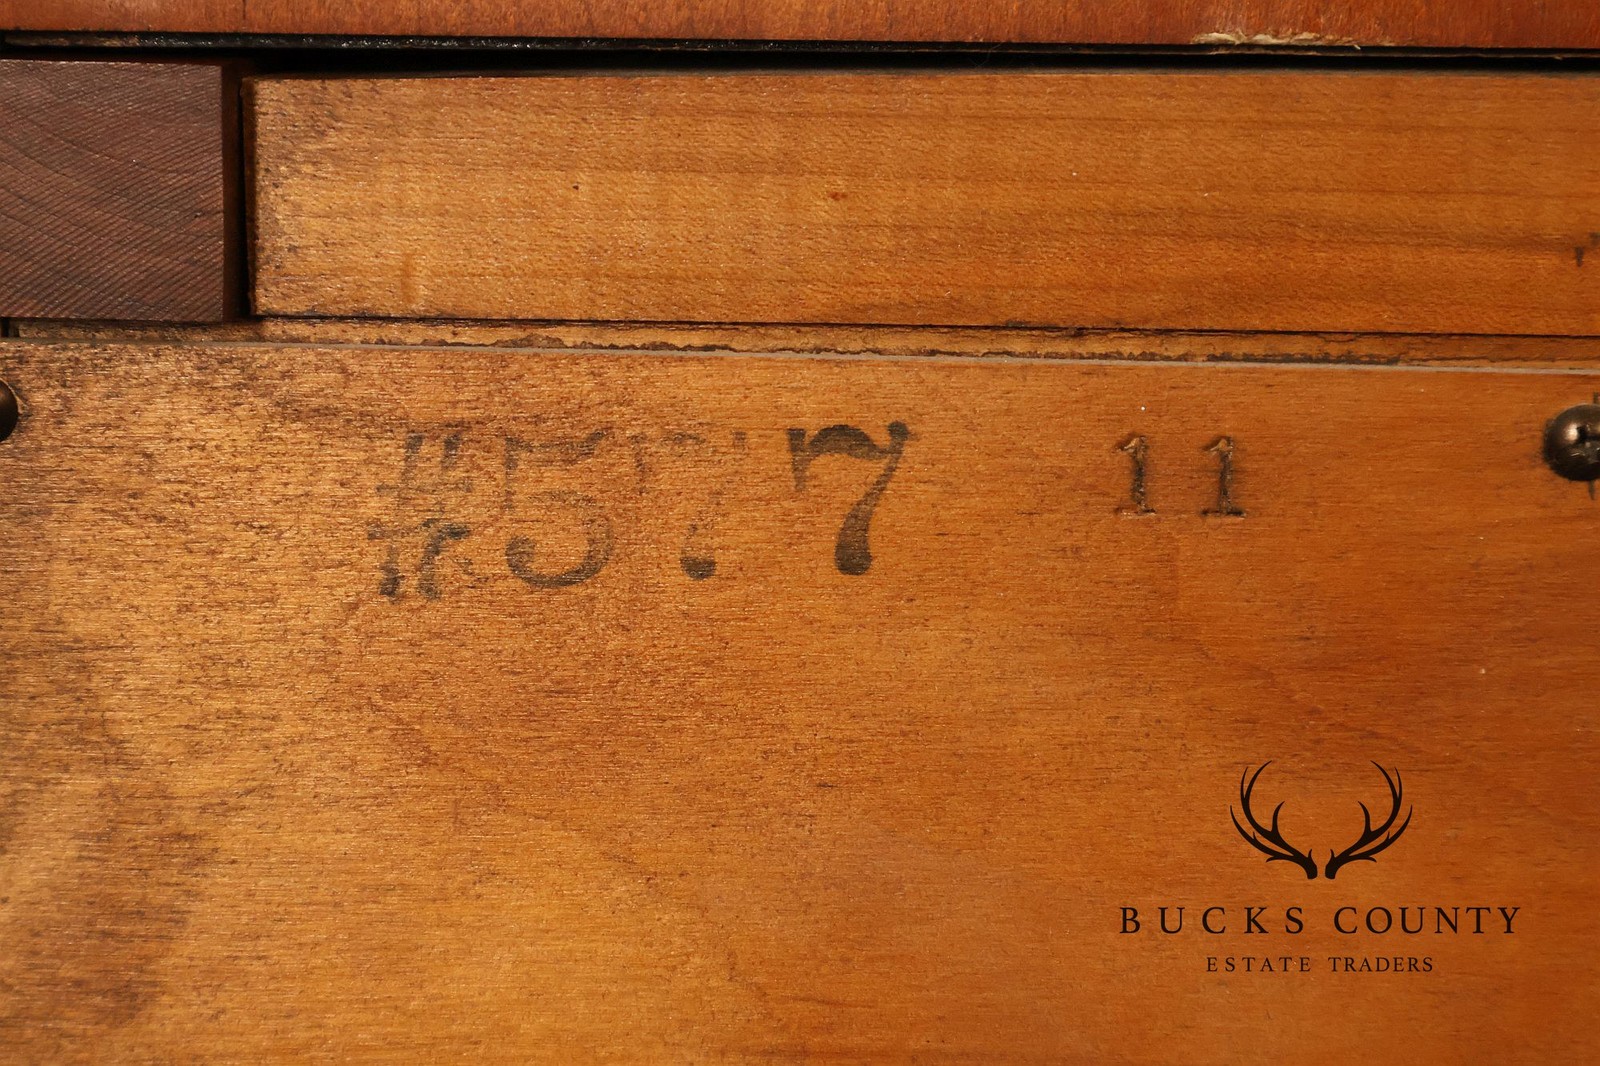 #577 11
BUCKS COUNTY
ESTATE TRADERS